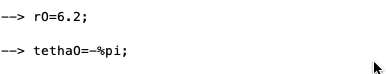 --> r0=6.2;
--> tetha0=-%pi;